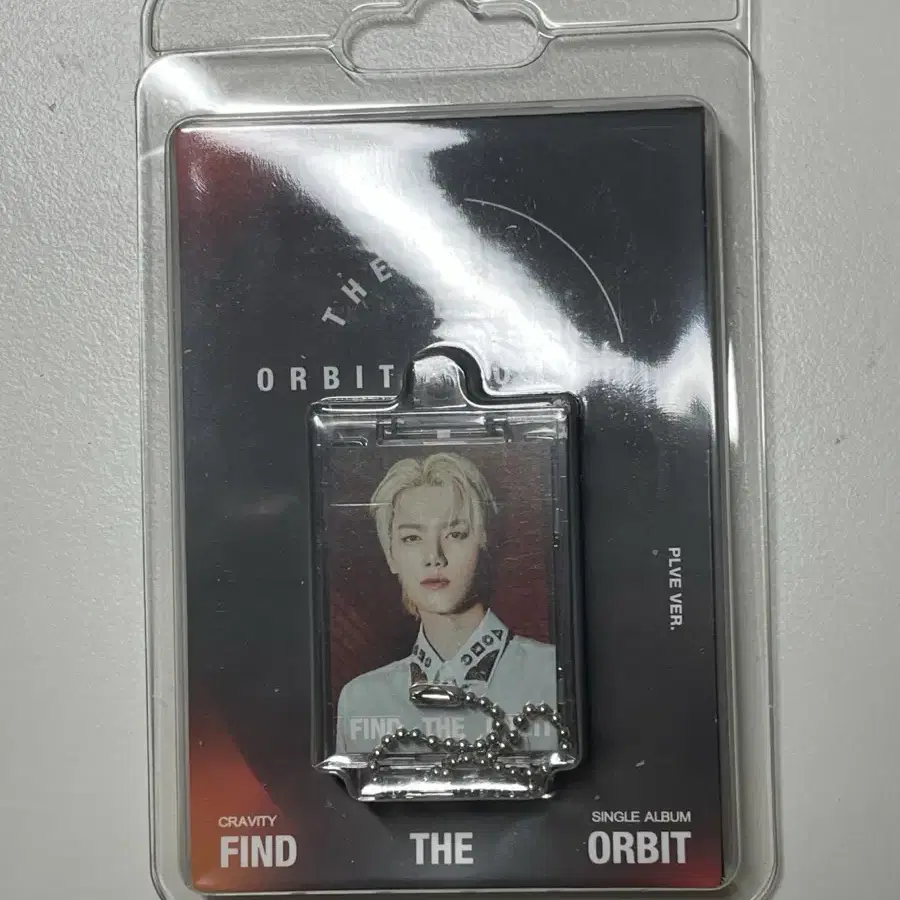 THE
ORBIT
PLVE VER.
FIND THE
CRAVITY
SINGLE ALBUM
FIND THE ORBIT